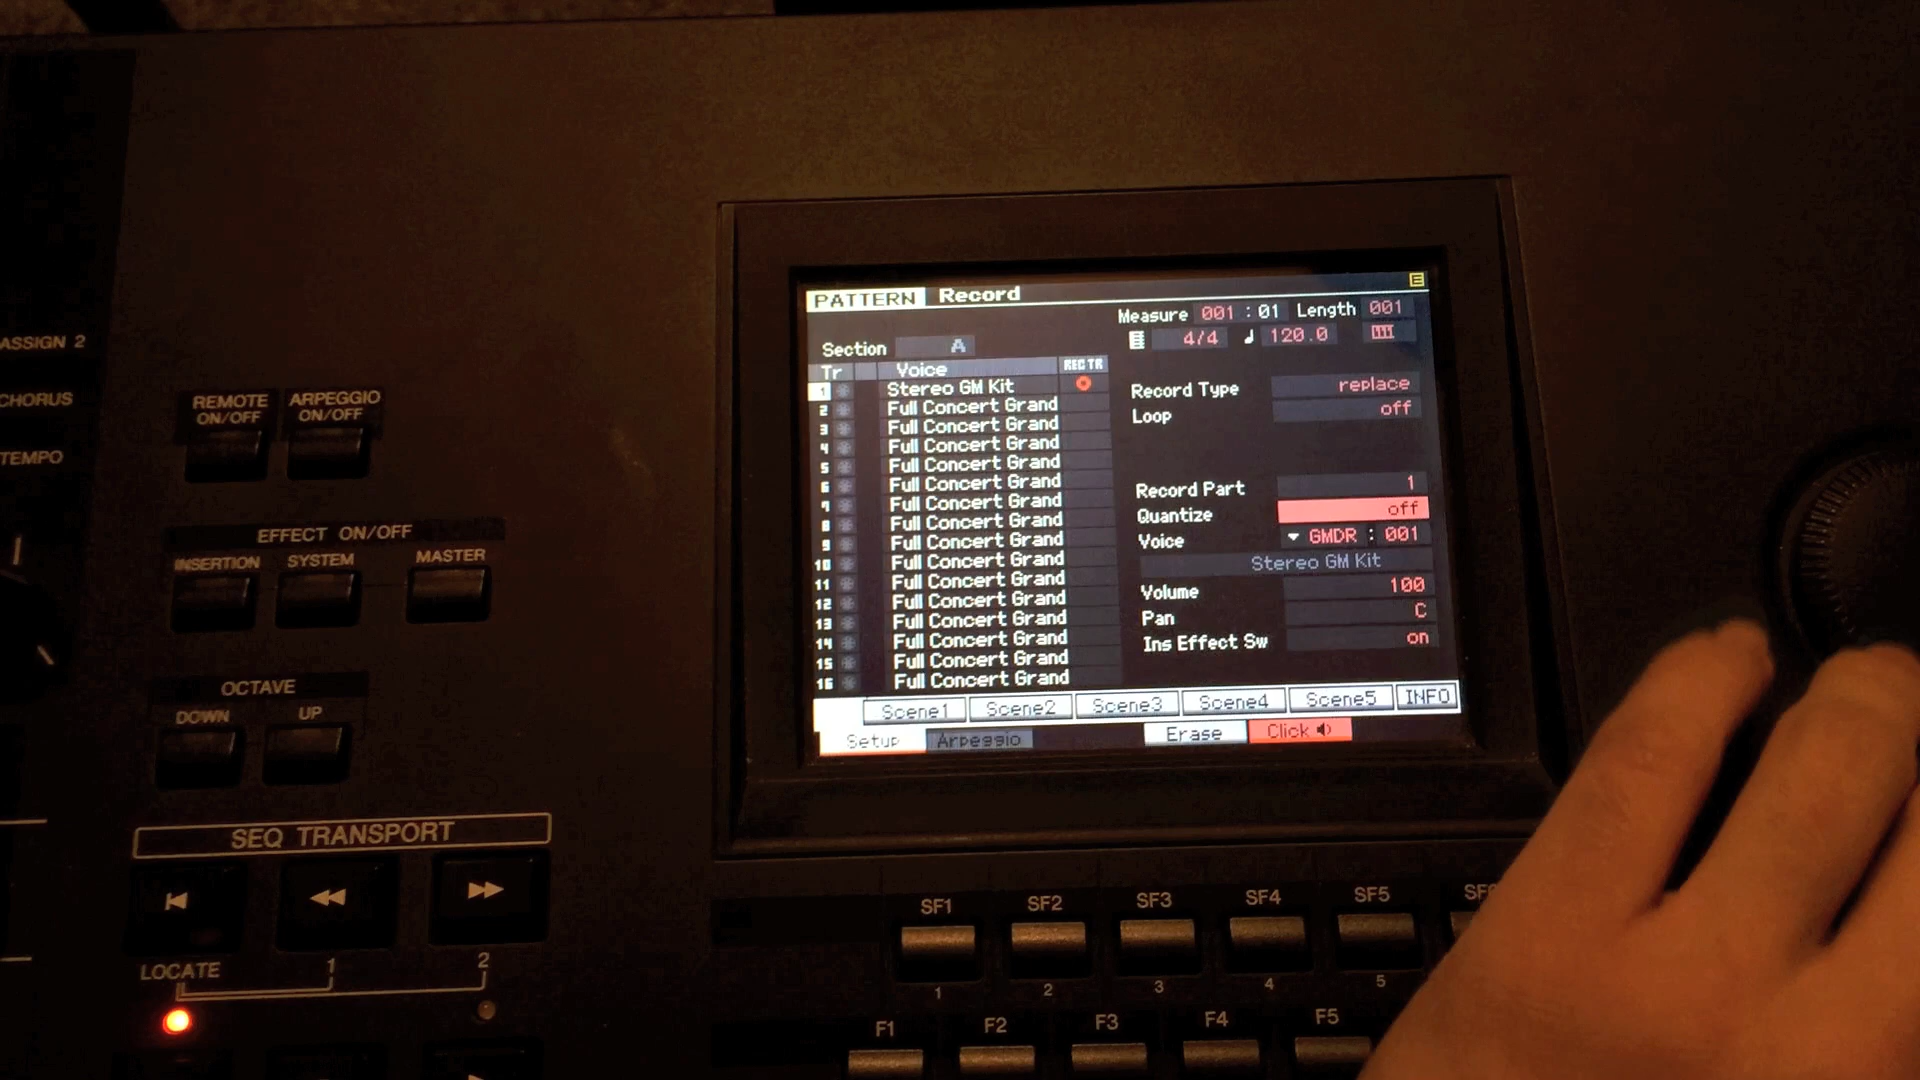 PATTERN Record
Measure 001 : 01 Length 001
4/4 120.0
Section A
Tr Voice REC TR
1 Stereo GM Kit
2 Full Concert Grand
3 Full Concert Grand
4 Full Concert Grand
5 Full Concert Grand
6 Full Concert Grand
7 Full Concert Grand
8 Full Concert Grand
9 Full Concert Grand
10 Full Concert Grand
11 Full Concert Grand
12 Full Concert Grand
13 Full Concert Grand
14 Full Concert Grand
15 Full Concert Grand
16 Full Concert Grand
Record Type replace
Loop off
Record Part 1
Quantize off
Voice GMDR : 001
Stereo GM Kit
Volume 100
Pan C
Ins Effect Sw on
Scene1 Scene2 Scene3 Scene4 Scene5 INFO
Setup Arpeggio Erase Click
ASSIGN 2
CHORUS
TEMPO
REMOTE ON/OFF
ARPEGGIO ON/OFF
EFFECT ON/OFF
INSERTION SYSTEM MASTER
OCTAVE
DOWN UP
SEQ TRANSPORT
LOCATE 1 2
SF1 SF2 SF3 SF4 SF5
1 2 3 4 5
F1 F2 F3 F4 F5